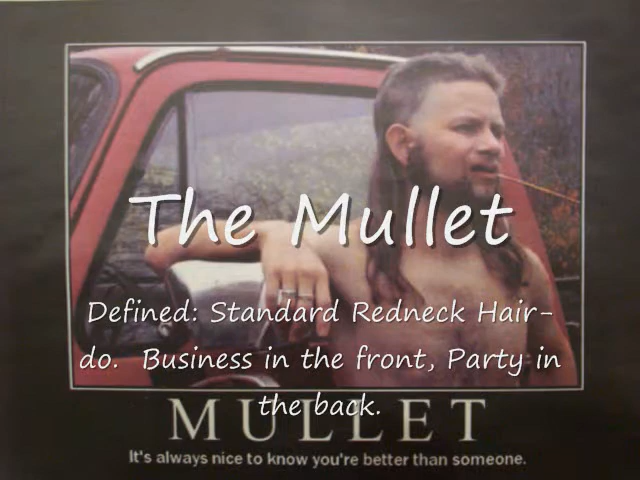 The Mullet
Defined: Standard Redneck Hair-
do. Business in the front, Party in
the back.
MULLET
It's always nice to know you're better than someone.